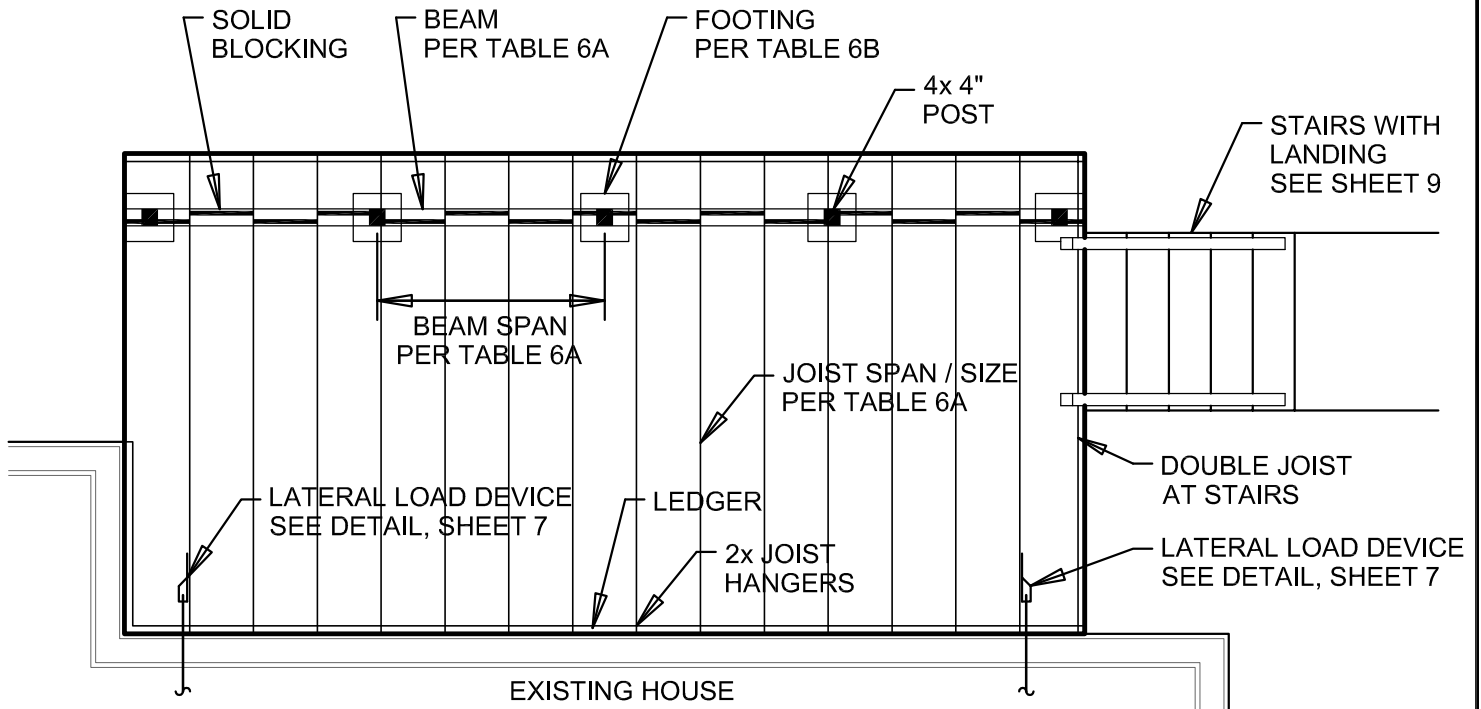 SOLID
BLOCKING
BEAM
PER TABLE 6A
FOOTING
PER TABLE 6B
4x 4"
POST
STAIRS WITH
LANDING
SEE SHEET 9
BEAM SPAN
PER TABLE 6A
JOIST SPAN / SIZE
PER TABLE 6A
DOUBLE JOIST
AT STAIRS
LATERAL LOAD DEVICE
SEE DETAIL, SHEET 7
LEDGER
2x JOIST
HANGERS
LATERAL LOAD DEVICE
SEE DETAIL, SHEET 7
EXISTING HOUSE